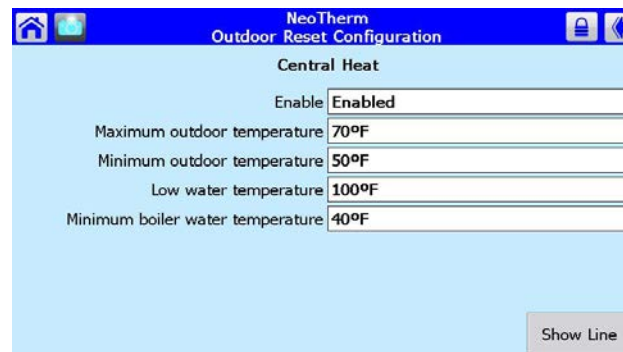 NeoTherm
Outdoor Reset Configuration
Central Heat
Enable Enabled
Maximum outdoor temperature 70ºF
Minimum outdoor temperature 50ºF
Low water temperature 100ºF
Minimum boiler water temperature 40ºF
Show Line